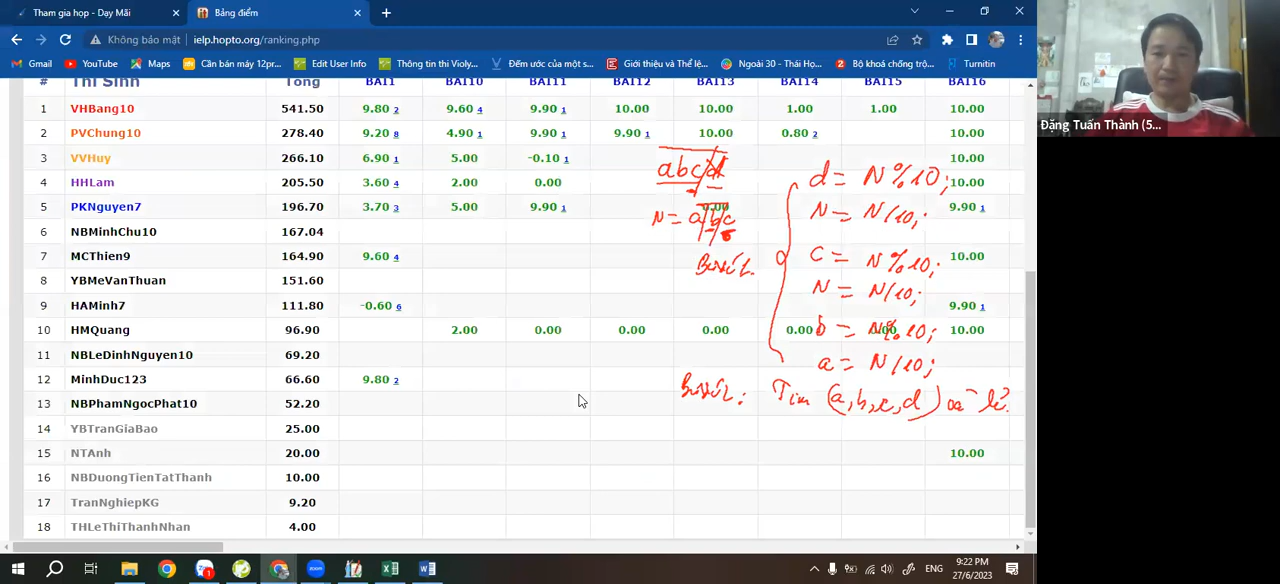 Tham gia họp - Dạy Mãi
Bảng điểm
Không bảo mật ielp.hopto.org/ranking.php
Gmail YouTube Maps Căn cứ máy 12pr... Edit User Info Thông tin thi Violy... Đếm ước của một s... Giới thiệu và Thể lệ... Ngoài 30 - Thái Họ... Bộ khoá chống trộ... Turnitin
# Thí Sinh Tổng BAI1 BAI10 BAI11 BAI12 BAI13 BAI14 BAI15 BAI16
1 VHBang10 541.50 9.80 2 9.60 4 9.90 1 10.00 10.00 1.00 1.00 10.00
2 PVChung10 278.40 9.20 8 4.90 1 9.90 1 9.90 1 10.00 0.80 2 10.00
3 VVHuy 266.10 6.90 1 5.00 -0.10 1 10.00
4 HHLam 205.50 3.60 4 2.00 0.00 10.00
5 PKNguyen7 196.70 3.70 3 5.00 9.90 1 0.00 9.90 1
6 NBMinhChu10 167.04
7 MCThien9 164.90 9.60 4 10.00
8 YBMeVanThuan 151.60
9 HAMinh7 111.80 -0.60 6 9.90 1
10 HMQuang 96.90 2.00 0.00 0.00 0.00 0.00 0.00 10.00
11 NBLeDinhNguyen10 69.20
12 MinhDuc123 66.60 9.80 2
13 NBPhamNgocPhat10 52.20
14 YBTranGiaBao 25.00
15 NTAnh 20.00 10.00
16 NBDuongTienTatThanh 10.00
17 TranNghiepKG 9.20
18 THLeThiThanhNhan 4.00
abcd
N = abc
d = N%10;
N = N/10;
c = N%10;
N = N/10;
b = N%10;
a = N/10;
Tìm (a,b,c,d) lẻ
Đặng Tuấn Thành (5...
ENG
9:22 PM
27/6/2023